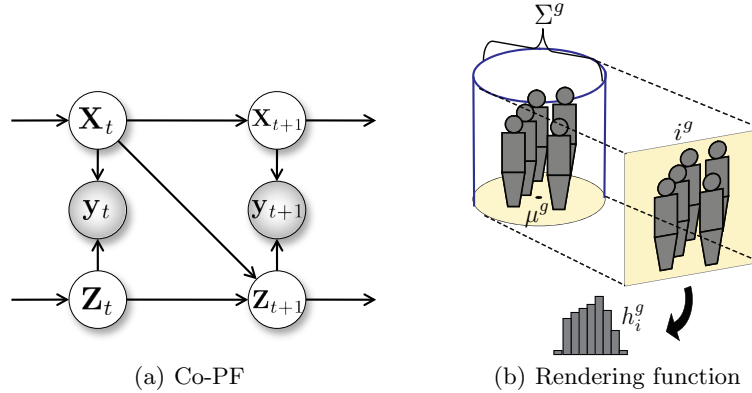 X_t
X_{t+1}
y_t
y_{t+1}
Z_t
Z_{t+1}
(a) Co-PF
Σ^g
i^g
μ^g
h_i^g
(b) Rendering function